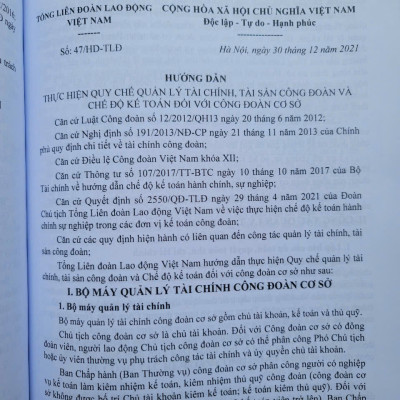 TỔNG LIÊN ĐOÀN LAO ĐỘNG
VIỆT NAM
CỘNG HÒA XÃ HỘI CHỦ NGHĨA VIỆT NAM
Độc lập - Tự do - Hạnh phúc
Số: 47/HD-TLĐ
Hà Nội, ngày 30 tháng 12 năm 2021
HƯỚNG DẪN
THỰC HIỆN QUY CHẾ QUẢN LÝ TÀI CHÍNH, TÀI SẢN CÔNG ĐOÀN VÀ
CHẾ ĐỘ KẾ TOÁN ĐỐI VỚI CÔNG ĐOÀN CƠ SỞ
Căn cứ Luật Công đoàn số 12/2012/QH13 ngày 20 tháng 6 năm 2012;
Căn cứ Nghị định số 191/2013/NĐ-CP ngày 21 tháng 11 năm 2013 của Chính
phủ quy định chi tiết về tài chính công đoàn;
Căn cứ Điều lệ Công đoàn Việt Nam khóa XII;
Căn cứ Thông tư số 107/2017/TT-BTC ngày 10 tháng 10 năm 2017 của Bộ
Tài chính về hướng dẫn chế độ kế toán hành chính, sự nghiệp;
Căn cứ Quyết định số 2550/QĐ-TLĐ ngày 29 tháng 4 năm 2021 của Đoàn
Chủ tịch Tổng Liên đoàn Lao động Việt Nam về việc thực hiện chế độ kế toán hành
chính sự nghiệp trong các đơn vị kế toán công đoàn;
Căn cứ các quy định hiện hành có liên quan đến công tác quản lý tài chính, tài
sản công đoàn;
Tổng Liên đoàn Lao động Việt Nam hướng dẫn thực hiện Quy chế quản lý tài
chính, tài sản công đoàn và Chế độ kế toán đối với công đoàn cơ sở như sau:
I. BỘ MÁY QUẢN LÝ TÀI CHÍNH CÔNG ĐOÀN CƠ SỞ
1. Bộ máy quản lý tài chính
Bộ máy quản lý tài chính công đoàn cơ sở gồm chủ tài khoản, kế toán và thủ quỹ.
Chủ tịch công đoàn cơ sở là chủ tài khoản. Đối với Công đoàn cơ sở có đông
đoàn viên, người lao động Chủ tịch công đoàn cơ sở có thể phân công Phó Chủ tịch
hoặc ủy viên thường vụ phụ trách công tác tài chính và ủy quyền chủ tài khoản.
Ban Chấp hành (Ban Thường vụ) công đoàn cơ sở phân công người có nghiệp
vụ kế toán làm kiêm nhiệm kế toán, kiêm nhiệm thủ quỹ công đoàn (công đoàn cơ
sở không được bố trí Chủ tài khoản kiêm kế toán; kế toán kiêm thủ quỹ). Đối với